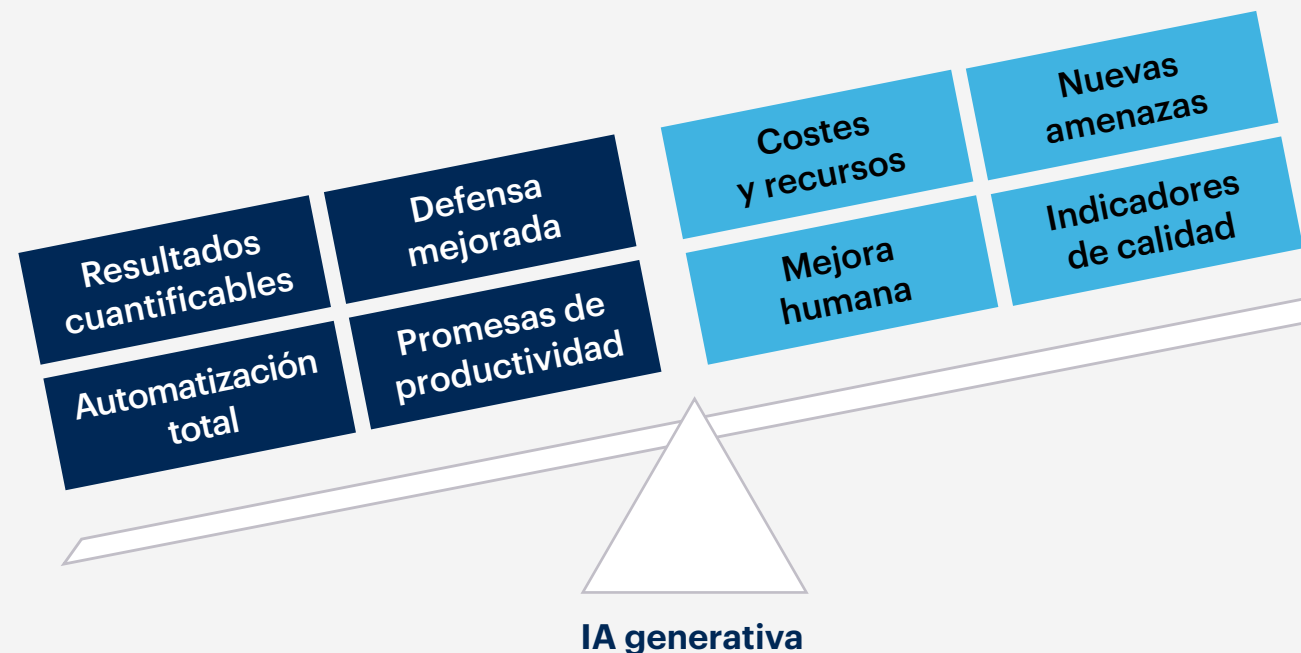 Resultados
cuantificables
Defensa
mejorada
Automatización
total
Promesas de
productividad
Costes
y recursos
Nuevas
amenazas
Mejora
humana
Indicadores
de calidad
IA generativa